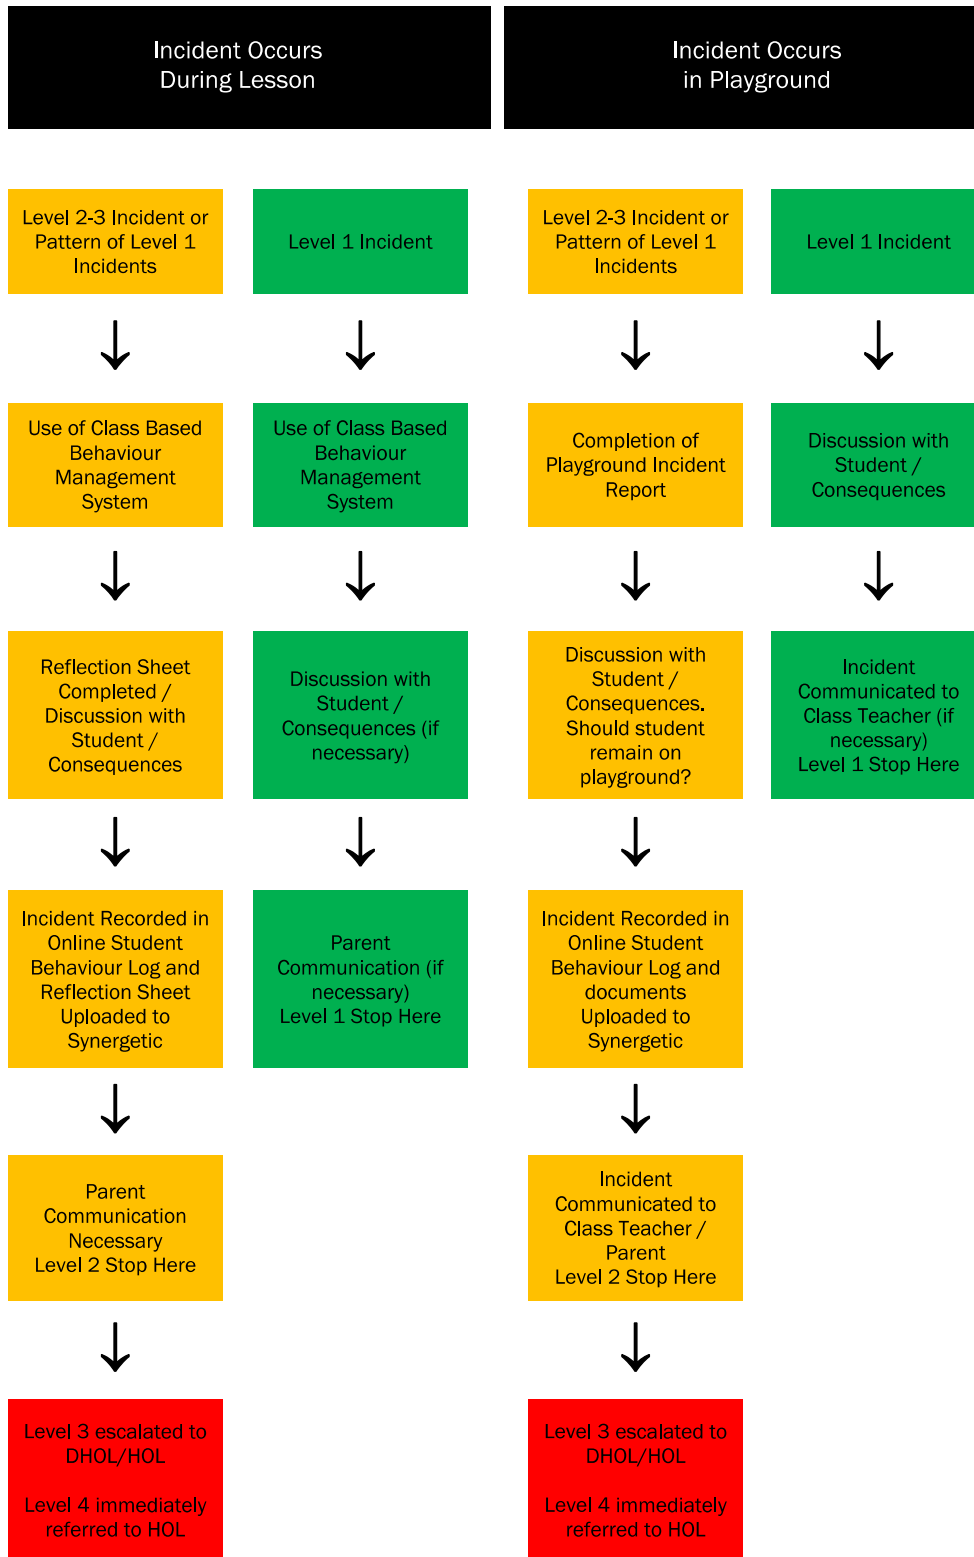 Incident Occurs
During Lesson
Incident Occurs
in Playground
Level 2-3 Incident or
Pattern of Level 1
Incidents
Level 1 Incident
Level 2-3 Incident or
Pattern of Level 1
Incidents
Level 1 Incident
Use of Class Based
Behaviour
Management
System
Use of Class Based
Behaviour
Management
System
Completion of
Playground Incident
Report
Discussion with
Student /
Consequences
Reflection Sheet
Completed /
Discussion with
Student /
Consequences
Discussion with
Student /
Consequences (if
necessary)
Discussion with
Student /
Consequences.
Should student
remain on
playground?
Incident
Communicated to
Class Teacher (if
necessary)
Level 1 Stop Here
Incident Recorded in
Online Student
Behaviour Log and
Reflection Sheet
Uploaded to
Synergetic
Parent
Communication (if
necessary)
Level 1 Stop Here
Incident Recorded in
Online Student
Behaviour Log and
documents
Uploaded to
Synergetic
Parent
Communication
Necessary
Level 2 Stop Here
Incident
Communicated to
Class Teacher /
Parent
Level 2 Stop Here
Level 3 escalated to
DHOL/HOL
Level 4 immediately
referred to HOL
Level 3 escalated to
DHOL/HOL
Level 4 immediately
referred to HOL